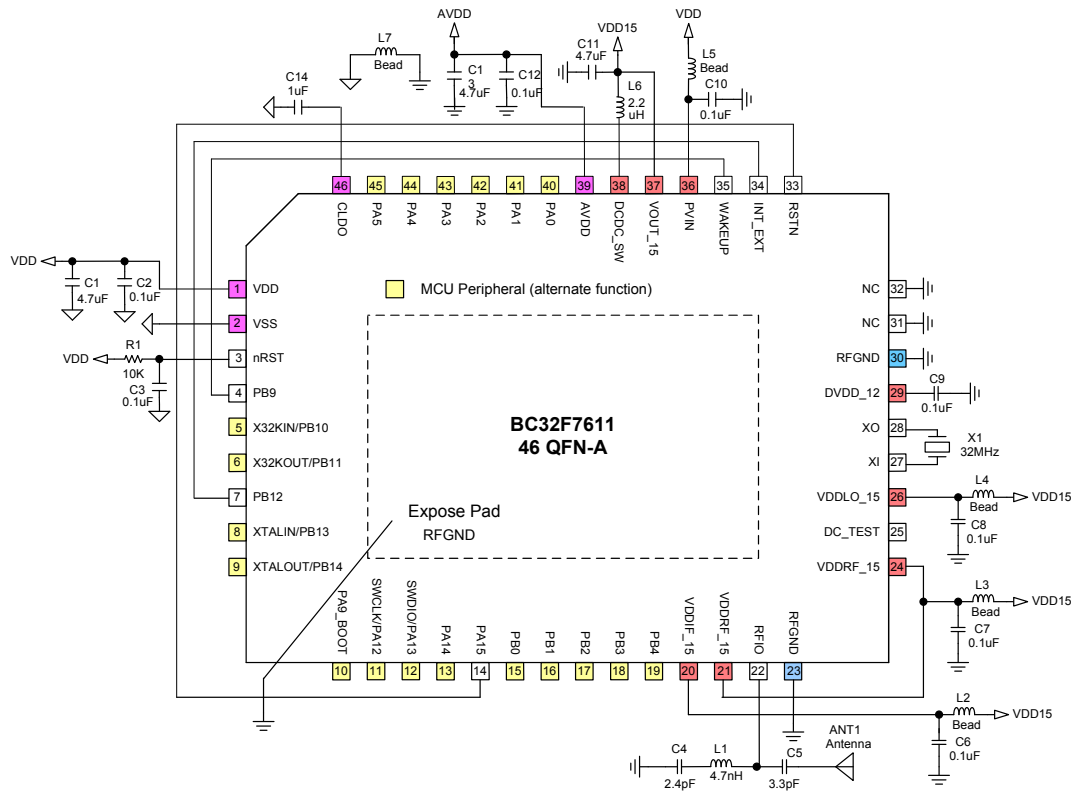 AVDD
VDD15
VDD
L7
Bead
C14
1uF
C1
3
4.7uF
C12
0.1uF
C11
4.7uF
L6
2.2
uH
L5
Bead
C10
0.1uF
46
45
44
43
42
41
40
39
38
37
36
35
34
33
CLDO
PA5
PA4
PA3
PA2
PA1
PA0
AVDD
DCDC_SW
VOUT_15
PVIN
WAKEUP
INT_EXT
RSTN
VDD
C1
4.7uF
C2
0.1uF
VDD
R1
10K
C3
0.1uF
1 VDD
2 VSS
3 nRST
4 PB9
5 X32KIN/PB10
6 X32KOUT/PB11
7 PB12
8 XTALIN/PB13
9 XTALOUT/PB14
MCU Peripheral (alternate function)
BC32F7611
46 QFN-A
Expose Pad
RFGND
NC 32
NC 31
RFGND 30
DVDD_12 29
XO 28
XI 27
VDDLO_15 26
DC_TEST 25
VDDRF_15 24
C9
0.1uF
X1
32MHz
L4
Bead
VDD15
C8
0.1uF
L3
Bead
VDD15
C7
0.1uF
L2
Bead
VDD15
C6
0.1uF
PA9_BOOT
SWCLK/PA12
SWDIO/PA13
PA14
PA15
PB0
PB1
PB2
PB3
PB4
VDDIF_15
VDDRF_15
RFIO
RFGND
10
11
12
13
14
15
16
17
18
19
20
21
22
23
C4
2.4pF
L1
4.7nH
C5
3.3pF
ANT1
Antenna